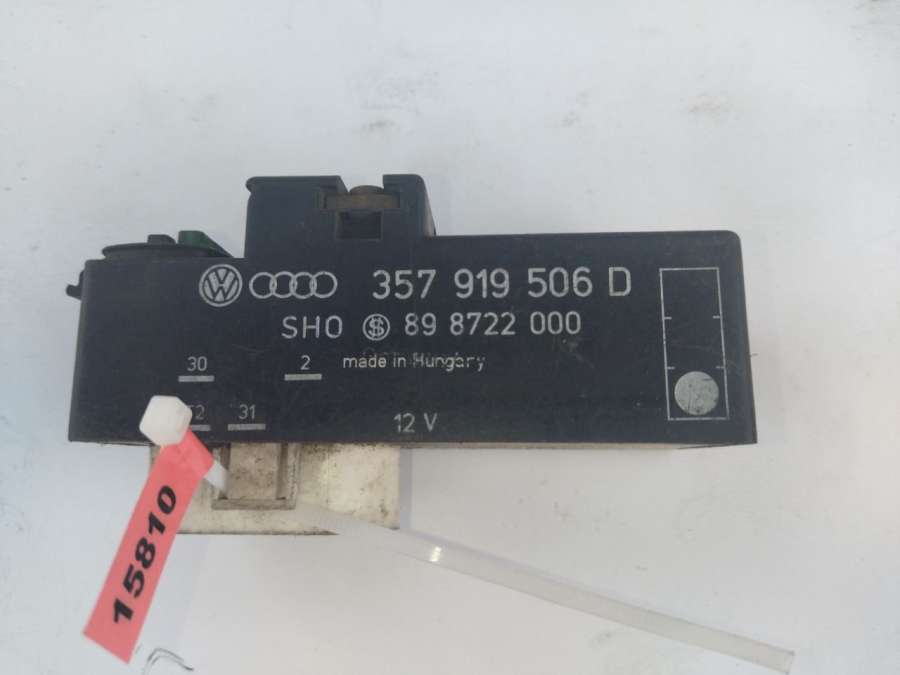 357 919 506 D
SHO 89 8722 000
30
2
made in Hungary
31
12 V
15810